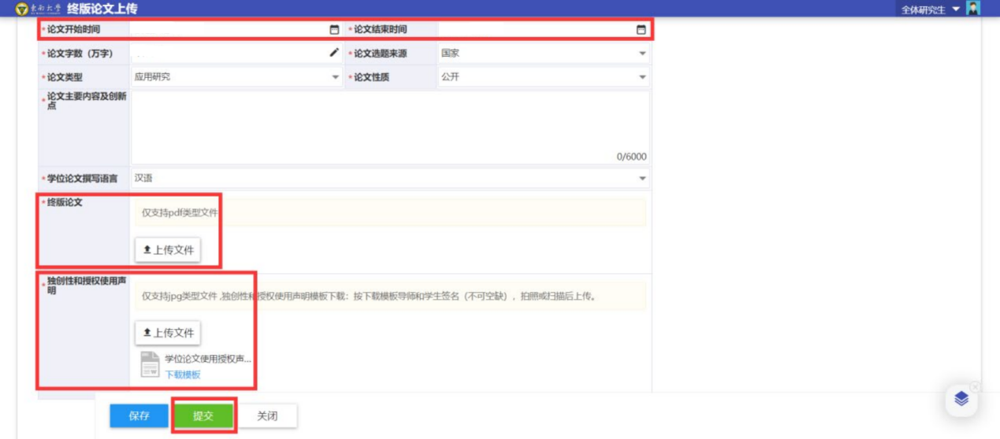 东南大学 终版论文上传 全体研究生
*论文开始时间 *论文结束时间
*论文字数（万字） *论文选题来源 国家
*论文类型 应用研究 *论文性质 公开
*论文主要内容及创新
点
0/6000
*学位论文撰写语言 汉语
*终版论文
仅支持pdf类型文件
上传文件
*独创性和授权使用声
明
仅支持jpg类型文件 ,独创性和授权使用声明模板下载：按下载模板导师和学生签名（不可空缺）, 拍照或扫描后上传。
上传文件
学位论文使用授权声...
下载模板
保存 提交 关闭